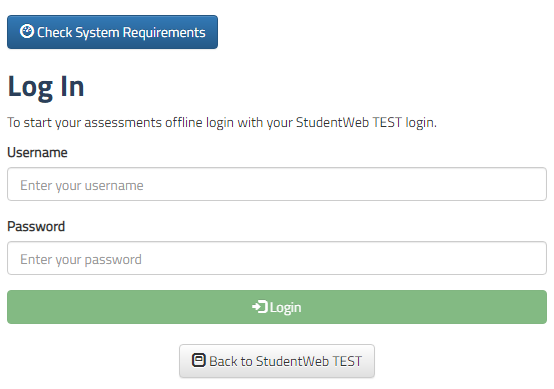 Check System Requirements
Log In
To start your assessments offline login with your StudentWeb TEST login.
Username
Enter your username
Password
Enter your password
Login
Back to StudentWeb TEST